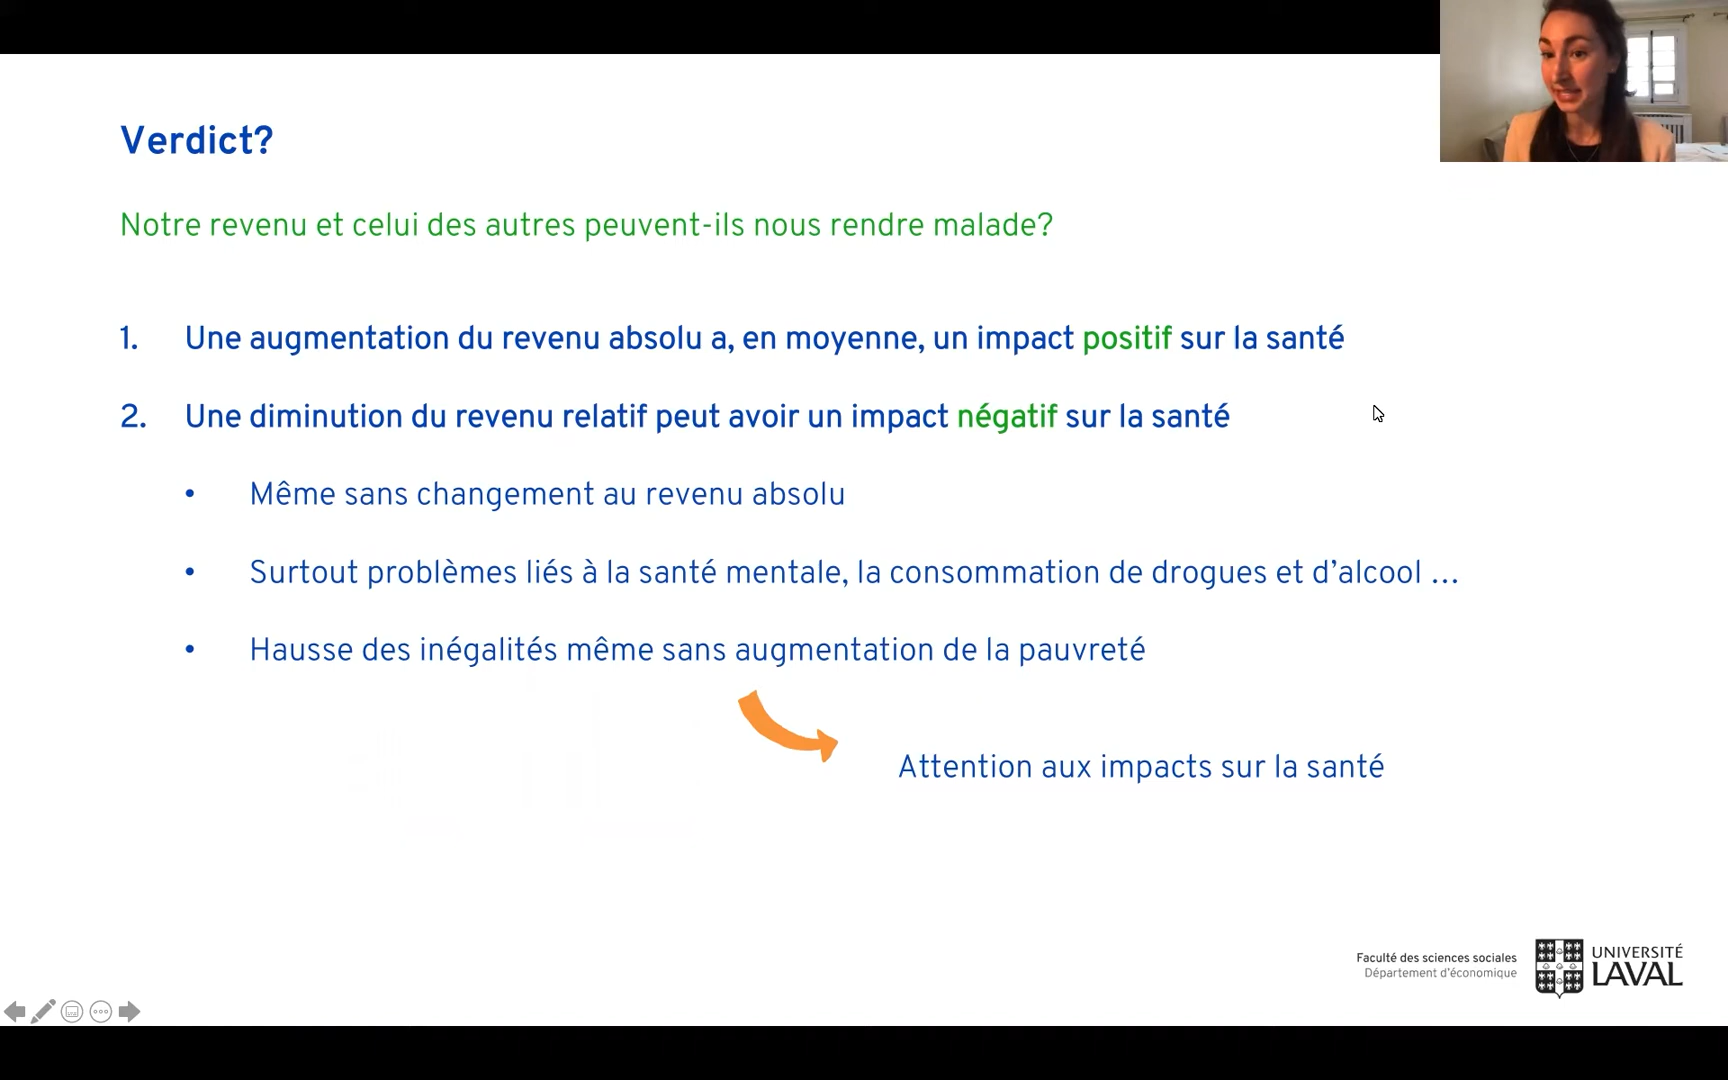 Verdict?
Notre revenu et celui des autres peuvent-ils nous rendre malade?
1. Une augmentation du revenu absolu a, en moyenne, un impact positif sur la santé
2. Une diminution du revenu relatif peut avoir un impact négatif sur la santé
• Même sans changement au revenu absolu
• Surtout problèmes liés à la santé mentale, la consommation de drogues et d’alcool …
• Hausse des inégalités même sans augmentation de la pauvreté
Attention aux impacts sur la santé
Faculté des sciences sociales
Département d’économique
UNIVERSITÉ
LAVAL